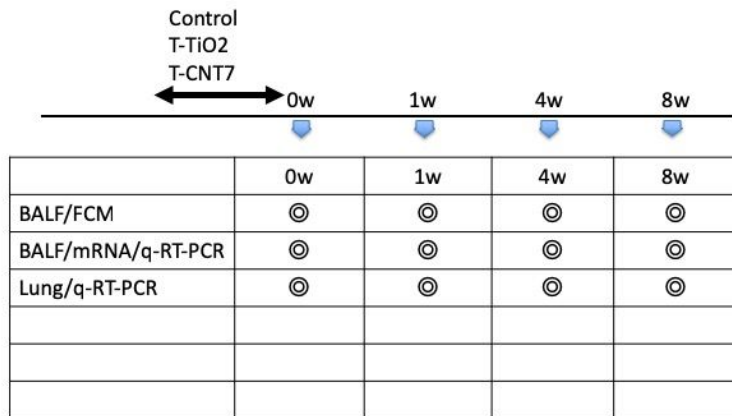 Control
T-TiO2
T-CNT7
0w 1w 4w 8w
0w 1w 4w 8w
BALF/FCM ◎ ◎ ◎ ◎
BALF/mRNA/q-RT-PCR ◎ ◎ ◎ ◎
Lung/q-RT-PCR ◎ ◎ ◎ ◎